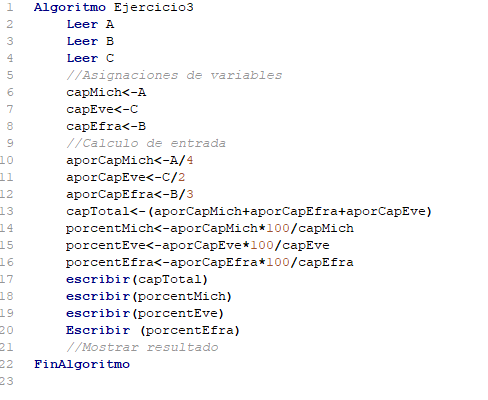 1 Algoritmo Ejercicio3
2 Leer A
3 Leer B
4 Leer C
5 //Asignaciones de variables
6 capMich<-A
7 capEve<-C
8 capEfra<-B
9 //Calculo de entrada
10 aporCapMich<-A/4
11 aporCapEve<-C/2
12 aporCapEfra<-B/3
13 capTotal<-(aporCapMich+aporCapEfra+aporCapEve)
14 porcentMich<-aporCapMich*100/capMich
15 porcentEve<-aporCapEve*100/capEve
16 porcentEfra<-aporCapEfra*100/capEfra
17 escribir(capTotal)
18 escribir(porcentMich)
19 escribir(porcentEve)
20 Escribir (porcentEfra)
21 //Mostrar resultado
22 FinAlgoritmo
23